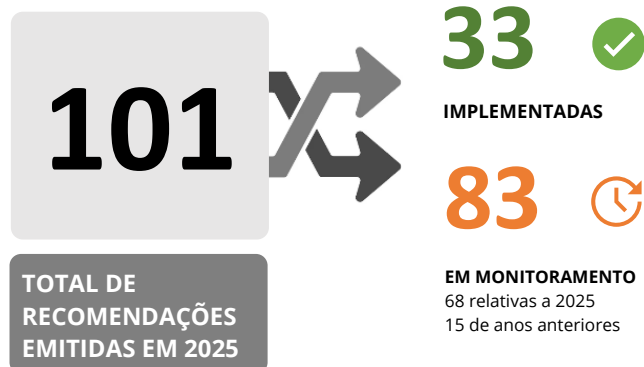 101
TOTAL DE
RECOMENDAÇÕES
EMITIDAS EM 2025
33
IMPLEMENTADAS
83
EM MONITORAMENTO
68 relativas a 2025
15 de anos anteriores